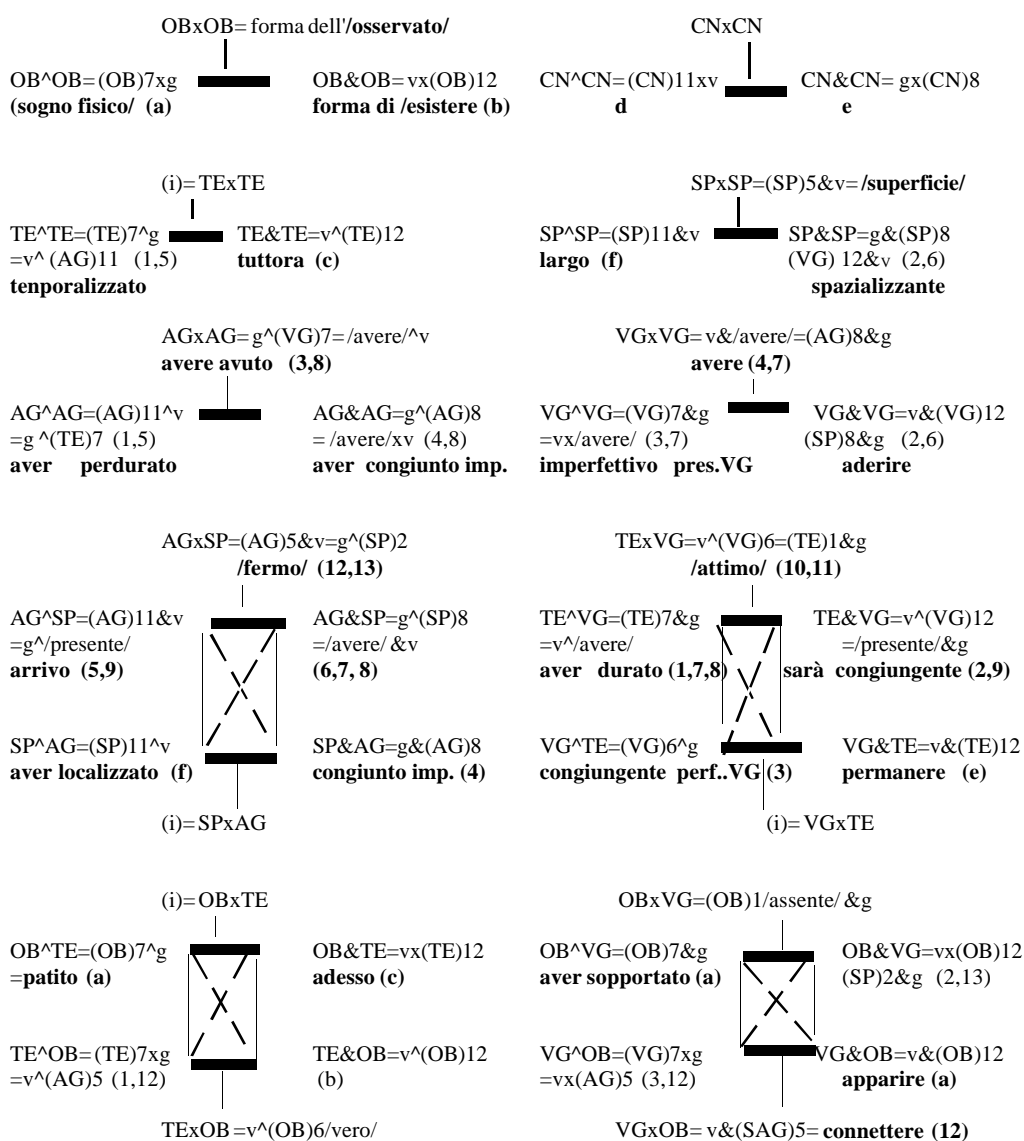 OBxOB= forma dell'/osservato/
CNxCN
OB^OB= (OB)7xg
OB&OB= vx(OB)12
CN^CN= (CN)11xv
CN&CN= gx(CN)8
(sogno fisico/ (a)
forma di /esistere (b)
d
e
(i)= TExTE
SPxSP=(SP)5&v= /superficie/
TE^TE=(TE)7^g
TE&TE=v^(TE)12
SP^SP=(SP)11&v
SP&SP=g&(SP)8
=v^ (AG)11 (1,5)
tuttora (c)
largo (f)
(VG) 12&v (2,6)
tenporalizzato
spazializzante
AGxAG= g^(VG)7= /avere/^v
VGxVG= v&/avere/=(AG)8&g
avere avuto (3,8)
avere (4,7)
AG^AG=(AG)11^v
AG&AG=g^(AG)8
VG^VG=(VG)7&g
VG&VG=v&(VG)12
=g ^(TE)7 (1,5)
= /avere/xv (4,8)
=vx/avere/ (3,7)
(SP)8&g (2,6)
aver perdurato
aver congiunto imp.
imperfettivo pres.VG
aderire
AGxSP=(AG)5&v=g^(SP)2
TExVG=v^(VG)6=(TE)1&g
/fermo/ (12,13)
/attimo/ (10,11)
AG^SP=(AG)11&v
AG&SP=g^(SP)8
TE^VG=(TE)7&g
TE&VG=v^(VG)12
=g^/presente/
=/avere/ &v
=v^/avere/
=/presente/&g
arrivo (5,9)
(6,7, 8)
aver durato (1,7,8)
sarà congiungente (2,9)
SP^AG=(SP)11^v
SP&AG=g&(AG)8
VG^TE=(VG)6^g
VG&TE=v&(TE)12
aver localizzato (f)
congiunto imp. (4)
congiungente perf..VG (3)
permanere (e)
(i)= SPxAG
(i)= VGxTE
(i)= OBxTE
OBxVG=(OB)1/assente/ &g
OB^TE=(OB)7^g
OB&TE=vx(TE)12
OB^VG=(OB)7&g
OB&VG=vx(OB)12
=patito (a)
adesso (c)
aver sopportato (a)
(SP)2&g (2,13)
TE^OB= (TE)7xg
TE&OB=v^(OB)12
VG^OB=(VG)7xg
VG&OB=v&(OB)12
=v^(AG)5 (1,12)
(b)
=vx(AG)5 (3,12)
apparire (a)
TExOB =v^(OB)6/vero/
VGxOB= v&(SAG)5= connettere (12)